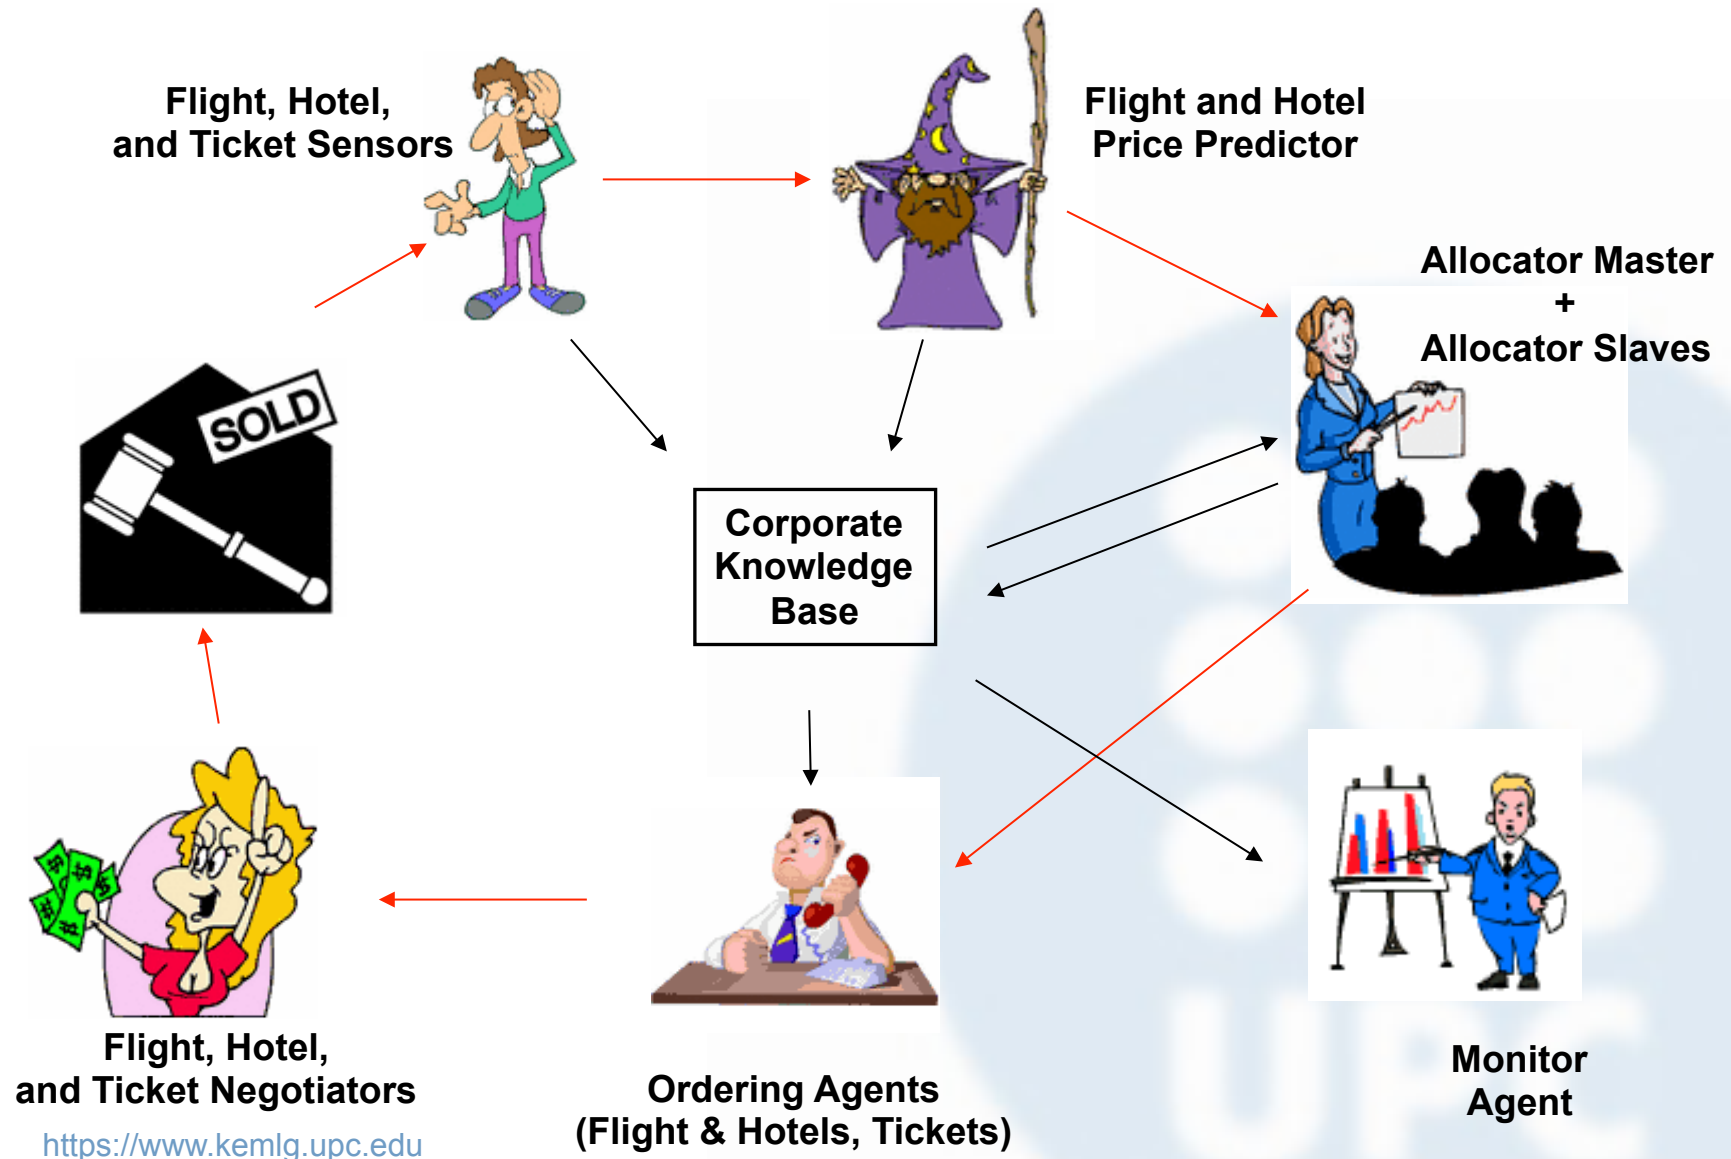 Flight, Hotel,
and Ticket Sensors
Flight and Hotel
Price Predictor
Allocator Master
+
Allocator Slaves
SOLD
Corporate
Knowledge
Base
$ $ $
$ $
Flight, Hotel,
and Ticket Negotiators
Ordering Agents
(Flight & Hotels, Tickets)
Monitor
Agent
https://www.kemlg.upc.edu
UPC